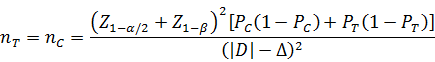 n_T = n_C = (Z_{1−α/2} + Z_{1−β})^2 [P_C(1 − P_C) + P_T(1 − P_T)] / (|D| − Δ)^2